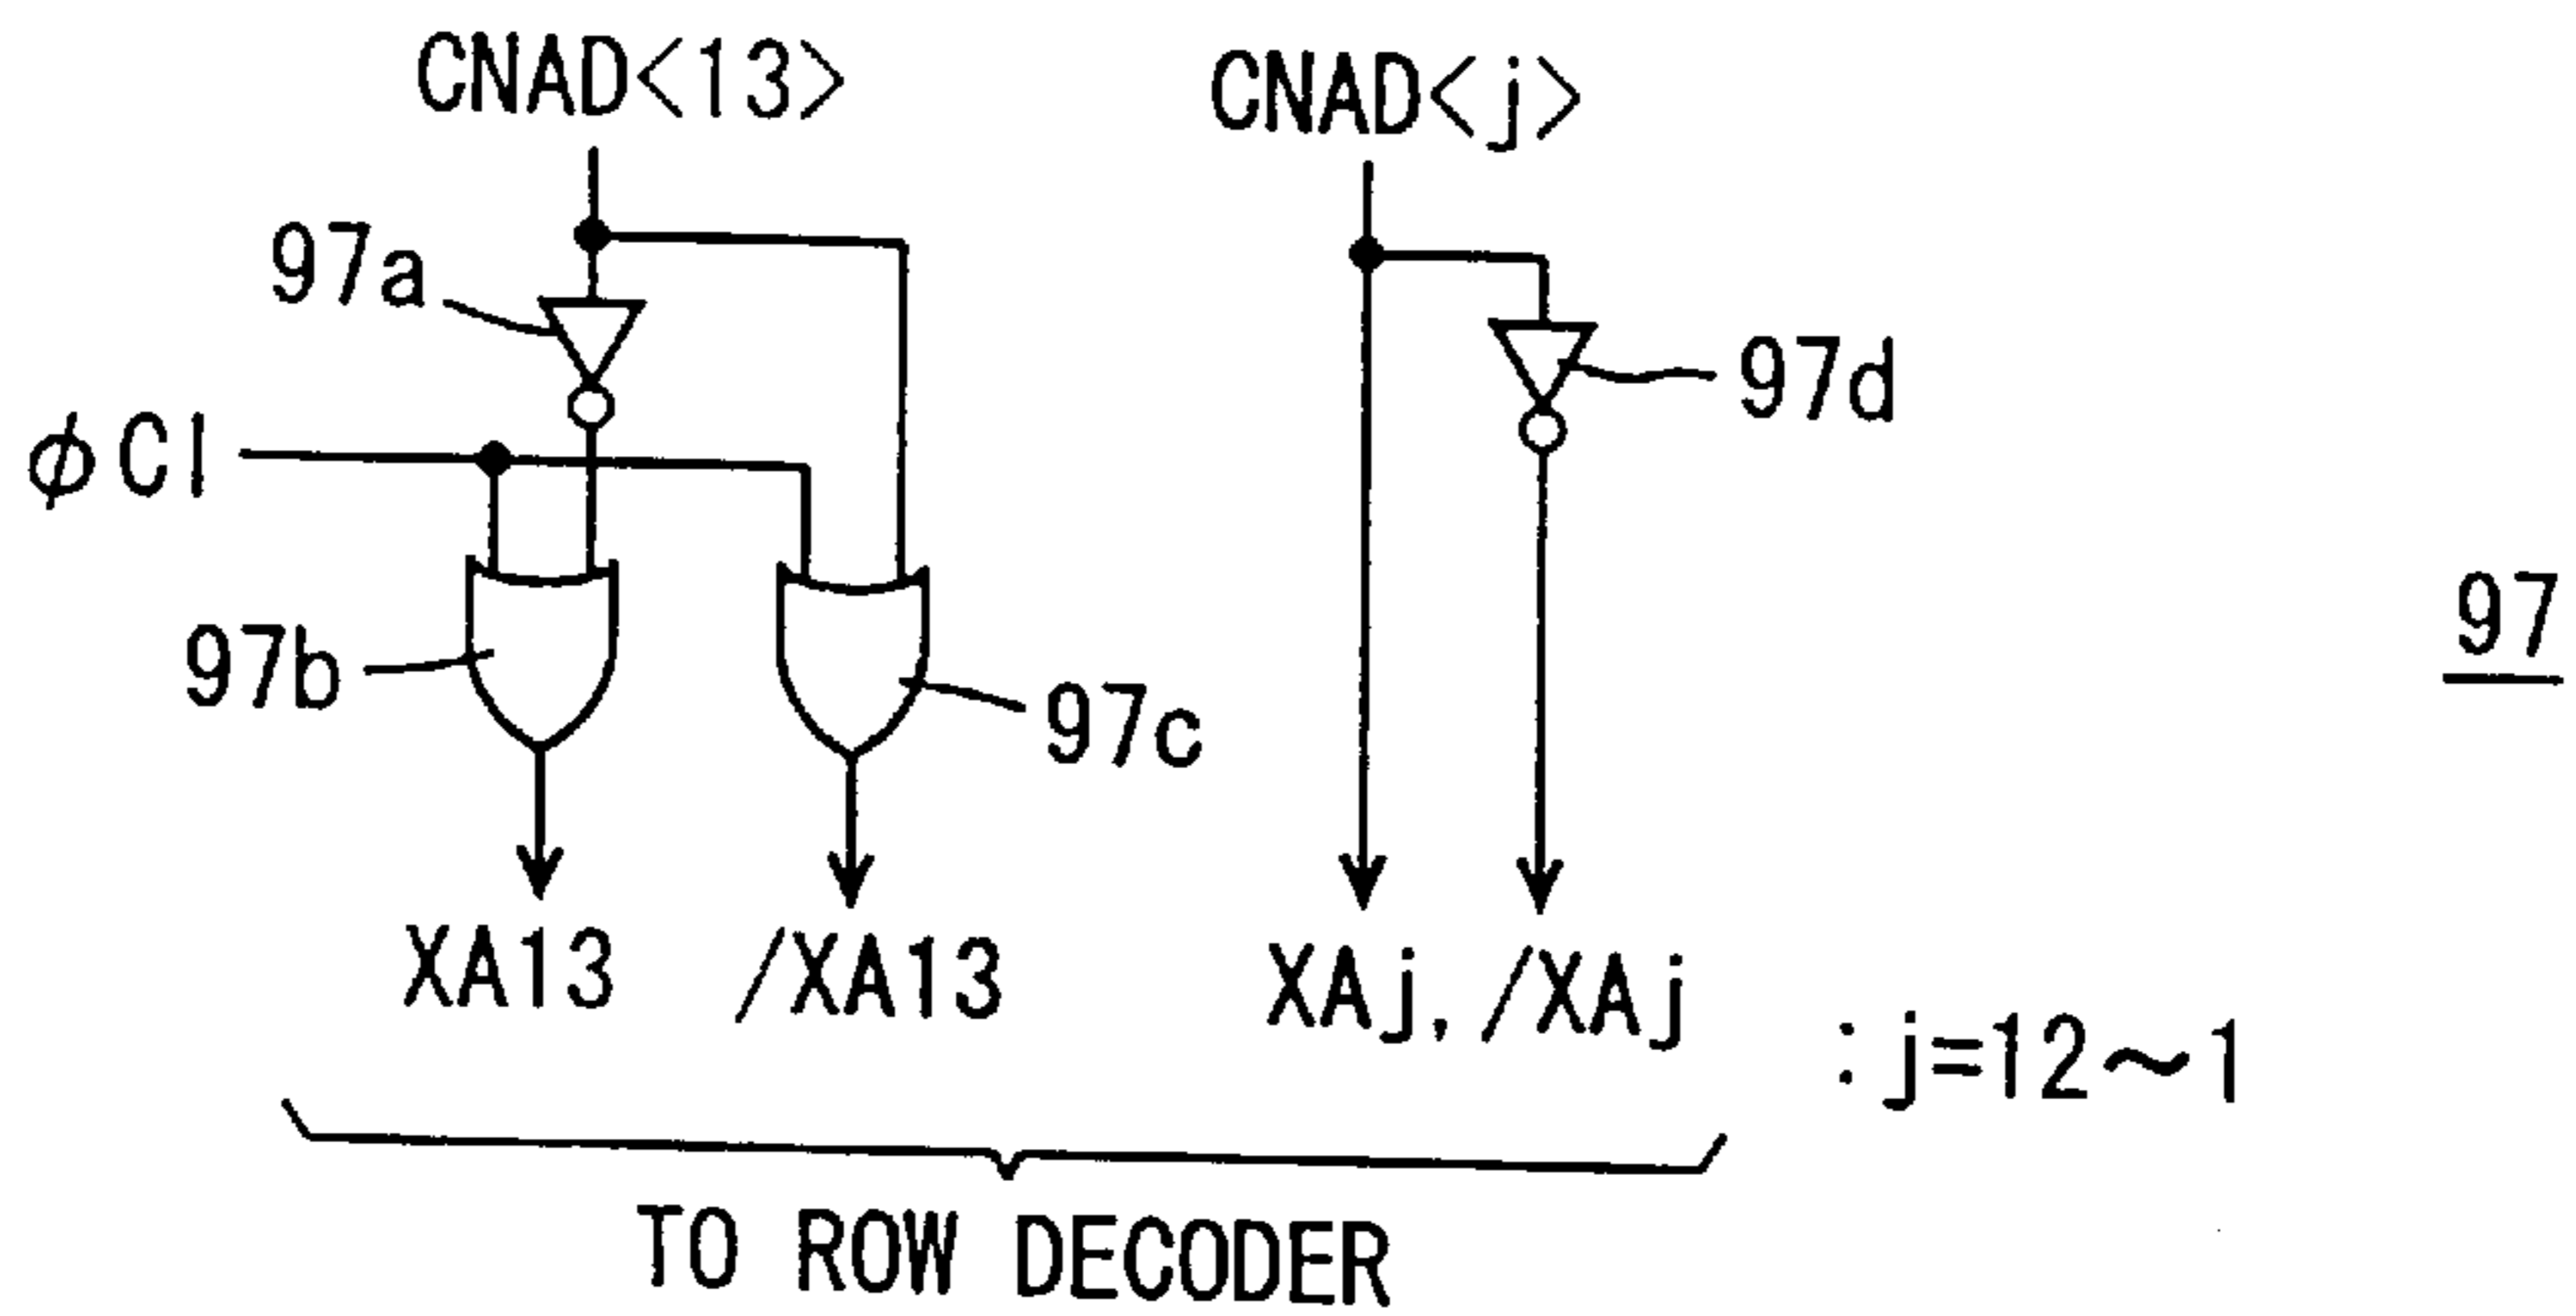 CNAD<13>
CNAD<j>
97a
97d
φCI
97b
97c
97
XA13
/XA13
XAj, /XAj
:j=12~1
TO ROW DECODER